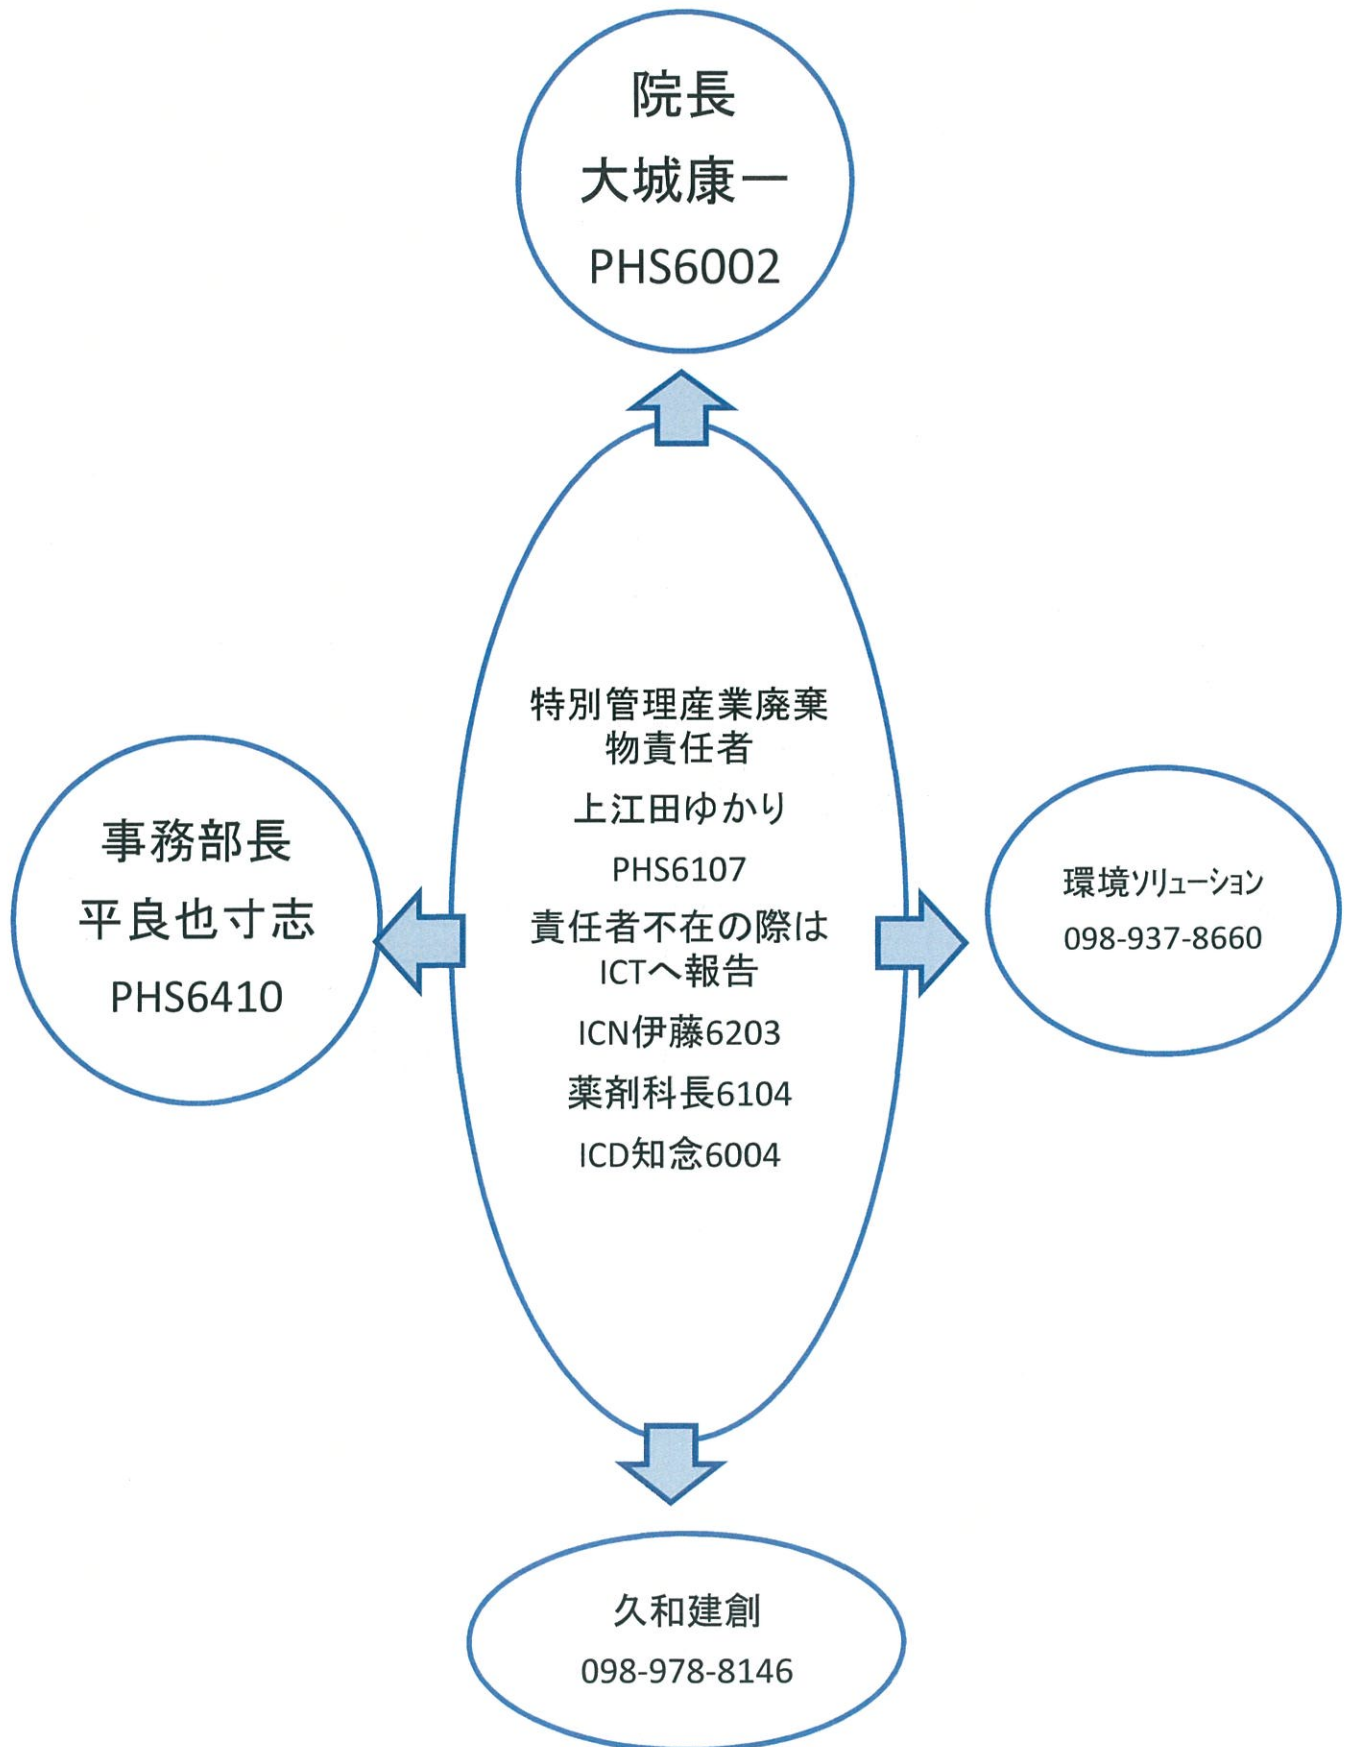 院長
大城康一
PHS6002
特別管理産業廃棄
物責任者
上江田ゆかり
PHS6107
責任者不在の際は
ICTへ報告
ICN伊藤6203
薬剤科長6104
ICD知念6004
事務部長
平良也寸志
PHS6410
環境ソリューション
098-937-8660
久和建創
098-978-8146